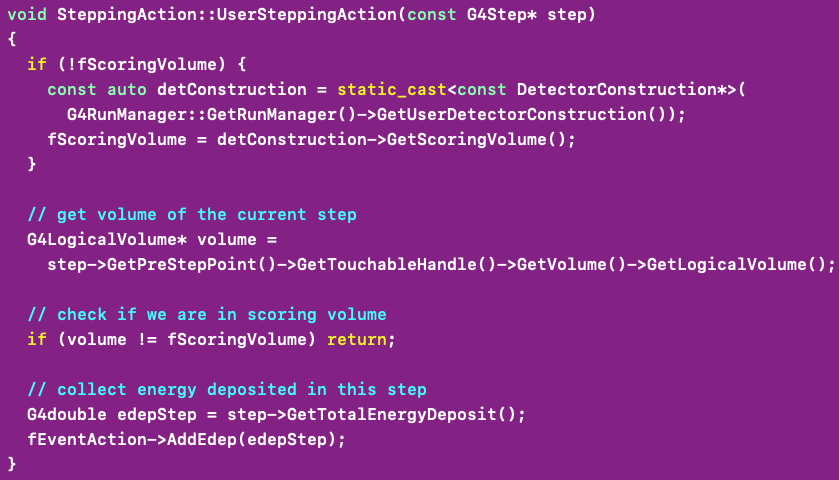 void SteppingAction::UserSteppingAction(const G4Step* step)
{
  if (!fScoringVolume) {
    const auto detConstruction = static_cast<const DetectorConstruction*>(
      G4RunManager::GetRunManager()->GetUserDetectorConstruction());
    fScoringVolume = detConstruction->GetScoringVolume();
  }

  // get volume of the current step
  G4LogicalVolume* volume =
    step->GetPreStepPoint()->GetTouchableHandle()->GetVolume()->GetLogicalVolume();

  // check if we are in scoring volume
  if (volume != fScoringVolume) return;

  // collect energy deposited in this step
  G4double edepStep = step->GetTotalEnergyDeposit();
  fEventAction->AddEdep(edepStep);
}